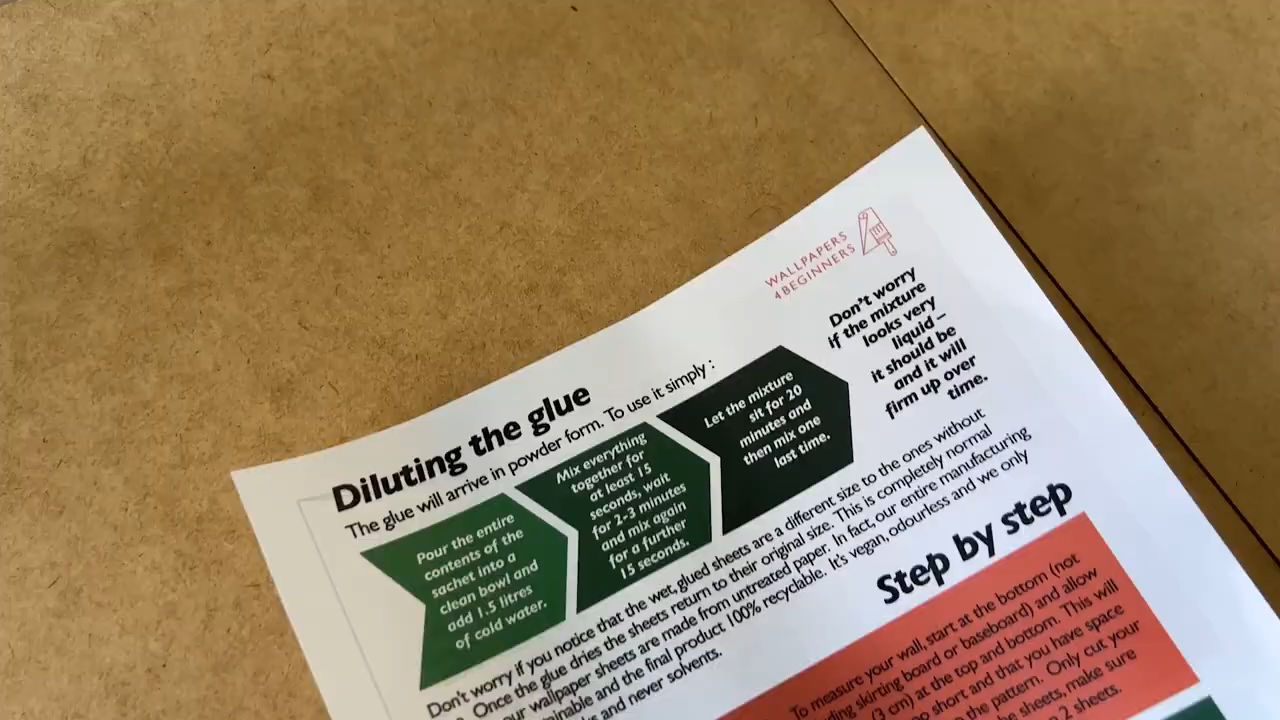 WALLPAPERS
4BEGINNERS
Don't worry
if the mixture
looks very
liquid –
it should be
and it will
firm up over
time.
Diluting the glue
The glue will arrive in powder form. To use it simply :
Pour the entire
contents of the
sachet into a
clean bowl and
add 1.5 litres
of cold water.
Mix everything
together for
at least 15
seconds, wait
for 2-3 minutes
and mix again
for a further
15 seconds.
Let the mixture
sit for 20
minutes and
then mix one
last time.
Don't worry if you notice that the wet, glued sheets are a different size to the ones without
Once the glue dries the sheets return to their original size. This is completely normal
our wallpaper sheets are made from untreated paper. In fact, our entire manufacturing
and the final product 100% recyclable. It's vegan, odourless and we only
and never solvents.
Step by step
To measure your wall, start at the bottom (not
skirting board or baseboard) and allow
(3 cm) at the top and bottom. This will
short and that you have space
the pattern. Only cut your
sheets, make sure
2 sheets.